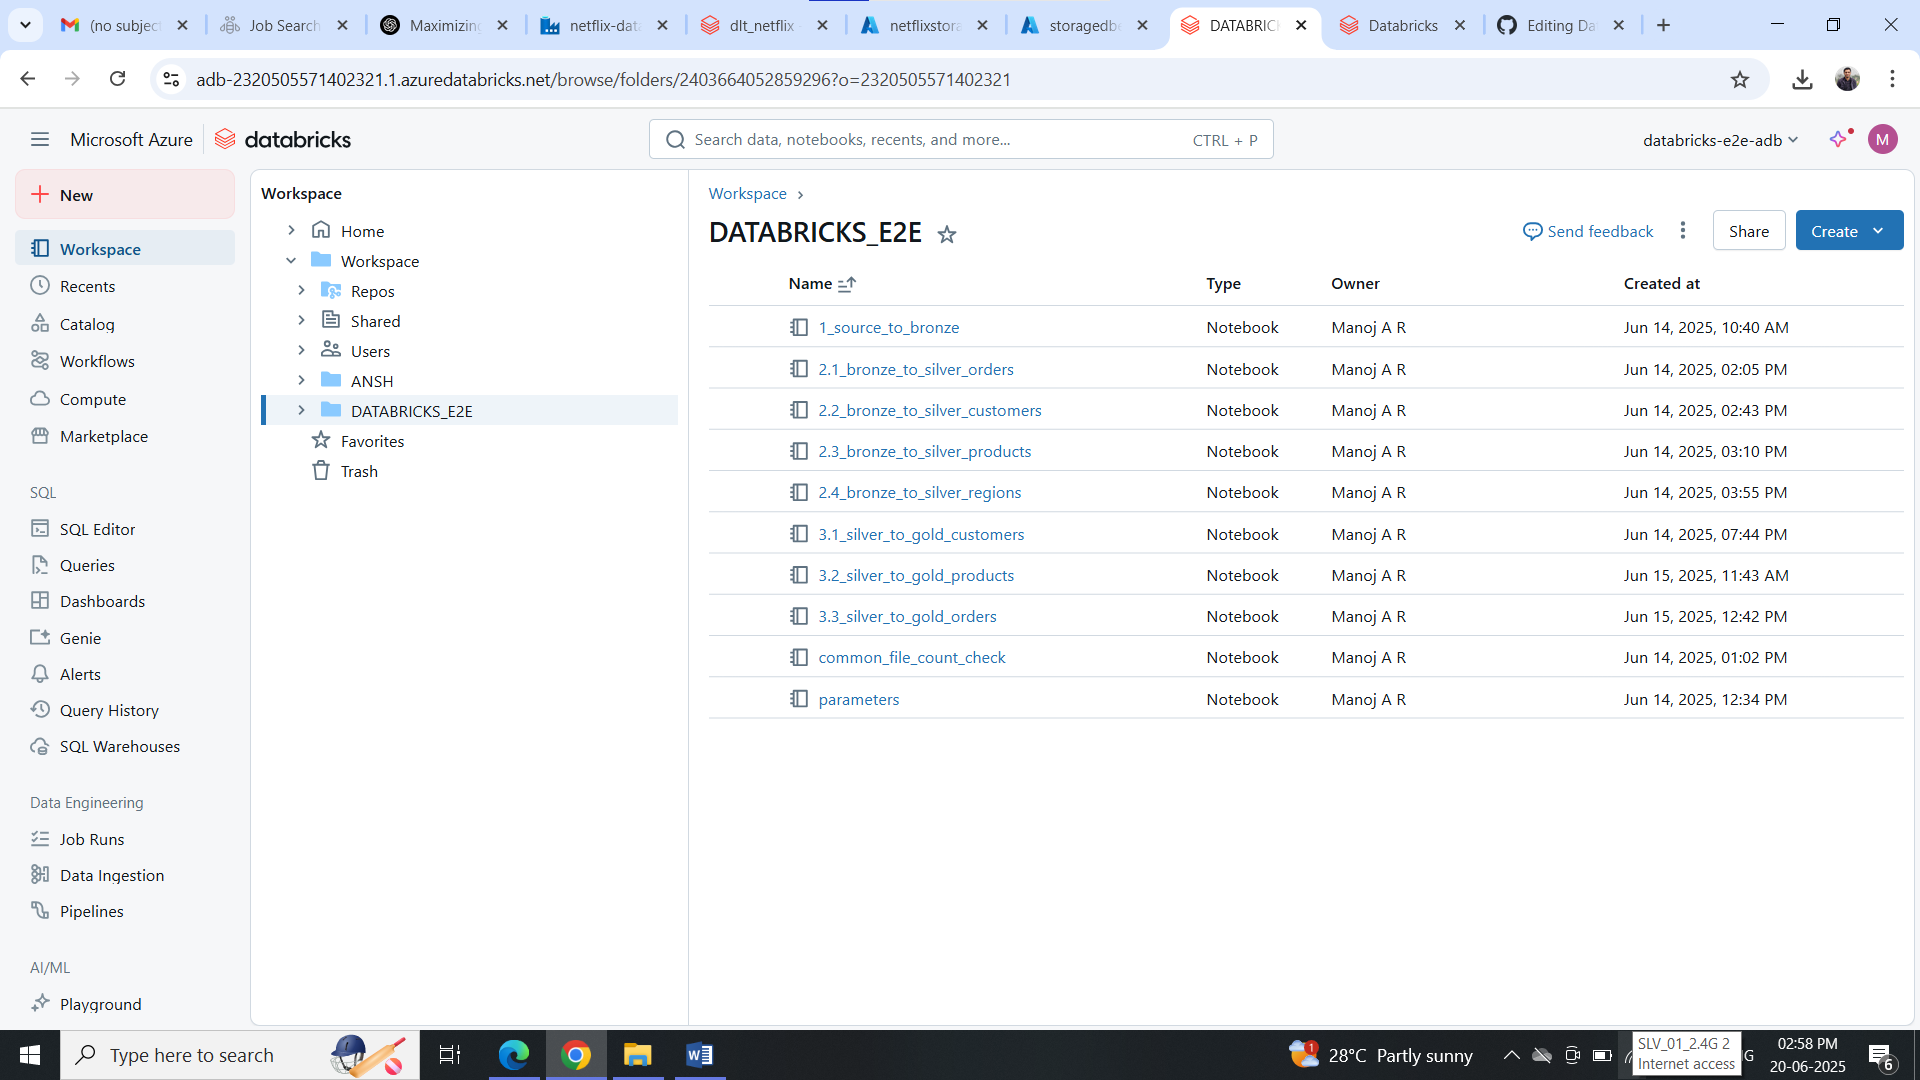 (no subjec
Job Search
Maximizing
netflix-dat
dlt_netflix
netflixstora
storagedbe
DATABRIC
Databricks
Editing Da
adb-2320505571402321.1.azuredatabricks.net/browse/folders/2403664052859296?o=2320505571402321
Microsoft Azure
databricks
Search data, notebooks, recents, and more...
CTRL + P
databricks-e2e-adb
M
New
Workspace
Recents
Catalog
Workflows
Compute
Marketplace
SQL
SQL Editor
Queries
Dashboards
Genie
Alerts
Query History
SQL Warehouses
Data Engineering
Job Runs
Data Ingestion
Pipelines
AI/ML
Playground
Workspace
Home
Workspace
Repos
Shared
Users
ANSH
DATABRICKS_E2E
Favorites
Trash
Workspace
DATABRICKS_E2E
Send feedback
Share
Create
Name Type Owner Created at
1_source_to_bronze Notebook Manoj A R Jun 14, 2025, 10:40 AM
2.1_bronze_to_silver_orders Notebook Manoj A R Jun 14, 2025, 02:05 PM
2.2_bronze_to_silver_customers Notebook Manoj A R Jun 14, 2025, 02:43 PM
2.3_bronze_to_silver_products Notebook Manoj A R Jun 14, 2025, 03:10 PM
2.4_bronze_to_silver_regions Notebook Manoj A R Jun 14, 2025, 03:55 PM
3.1_silver_to_gold_customers Notebook Manoj A R Jun 14, 2025, 07:44 PM
3.2_silver_to_gold_products Notebook Manoj A R Jun 15, 2025, 11:43 AM
3.3_silver_to_gold_orders Notebook Manoj A R Jun 15, 2025, 12:42 PM
common_file_count_check Notebook Manoj A R Jun 14, 2025, 01:02 PM
parameters Notebook Manoj A R Jun 14, 2025, 12:34 PM
Type here to search
1
28°C Partly sunny
SLV_01_2.4G 2
Internet access
G
02:58 PM
20-06-2025
6